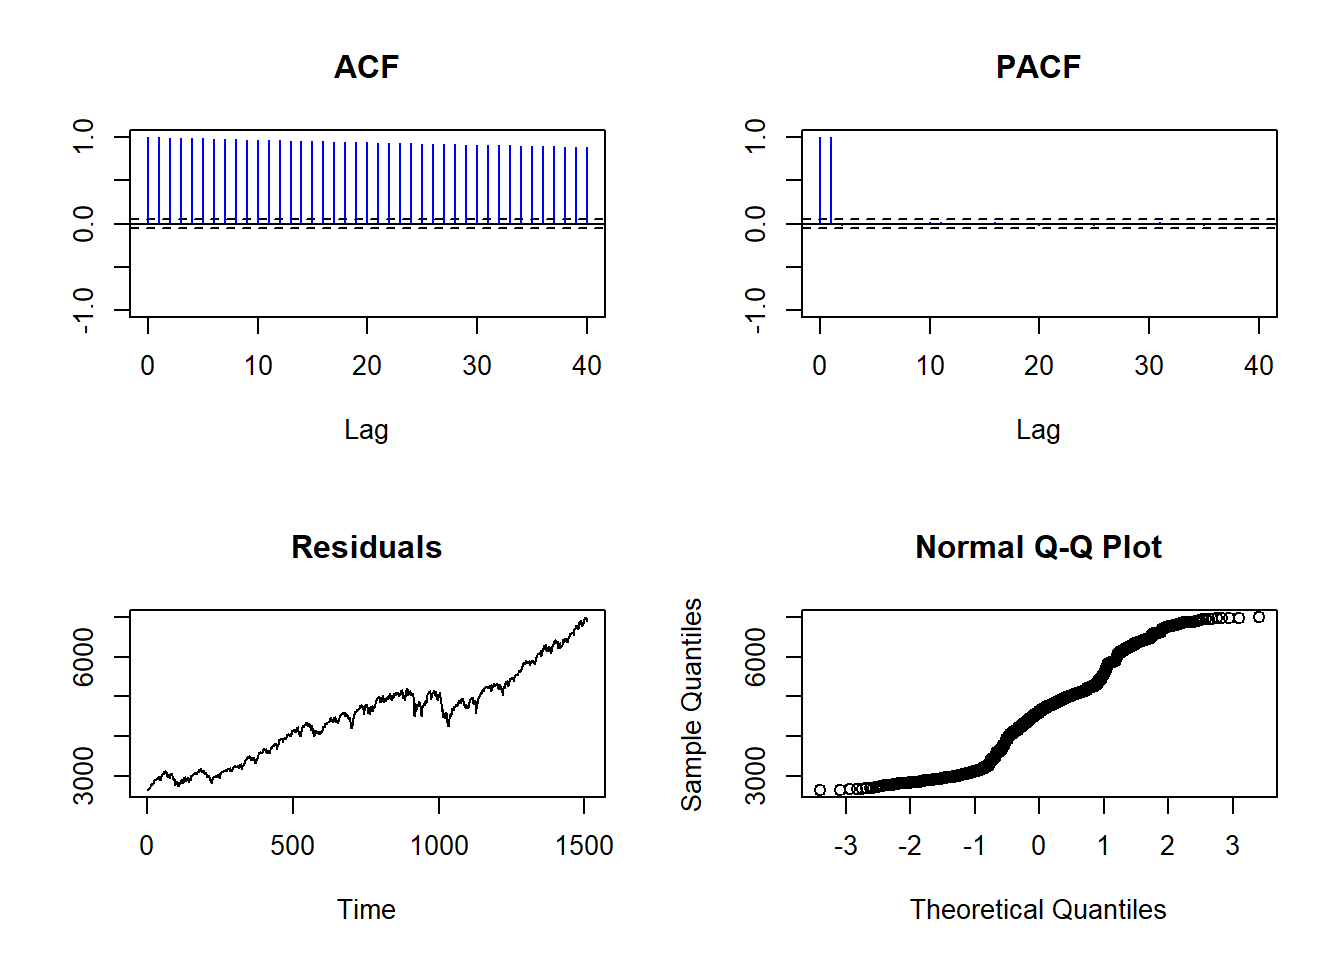 ACF
1.0
0.0
-1.0
0 10 20 30 40
Lag
PACF
1.0
0.0
-1.0
0 10 20 30 40
Lag
Residuals
6000
3000
0 500 1000 1500
Time
Normal Q-Q Plot
Sample Quantiles
6000
3000
-3 -2 -1 0 1 2 3
Theoretical Quantiles